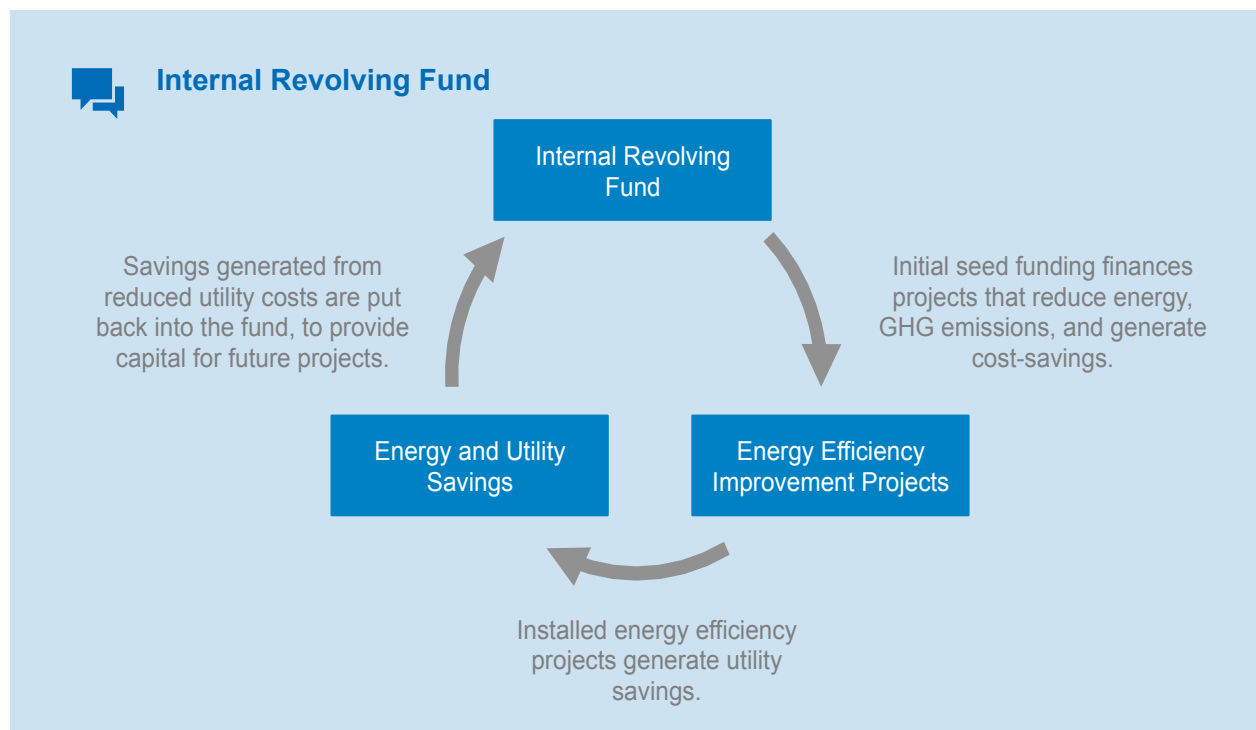 Internal Revolving Fund
Internal Revolving
Fund
Savings generated from
reduced utility costs are put
back into the fund, to provide
capital for future projects.
Initial seed funding finances
projects that reduce energy,
GHG emissions, and generate
cost-savings.
Energy and Utility
Savings
Energy Efficiency
Improvement Projects
Installed energy efficiency
projects generate utility
savings.